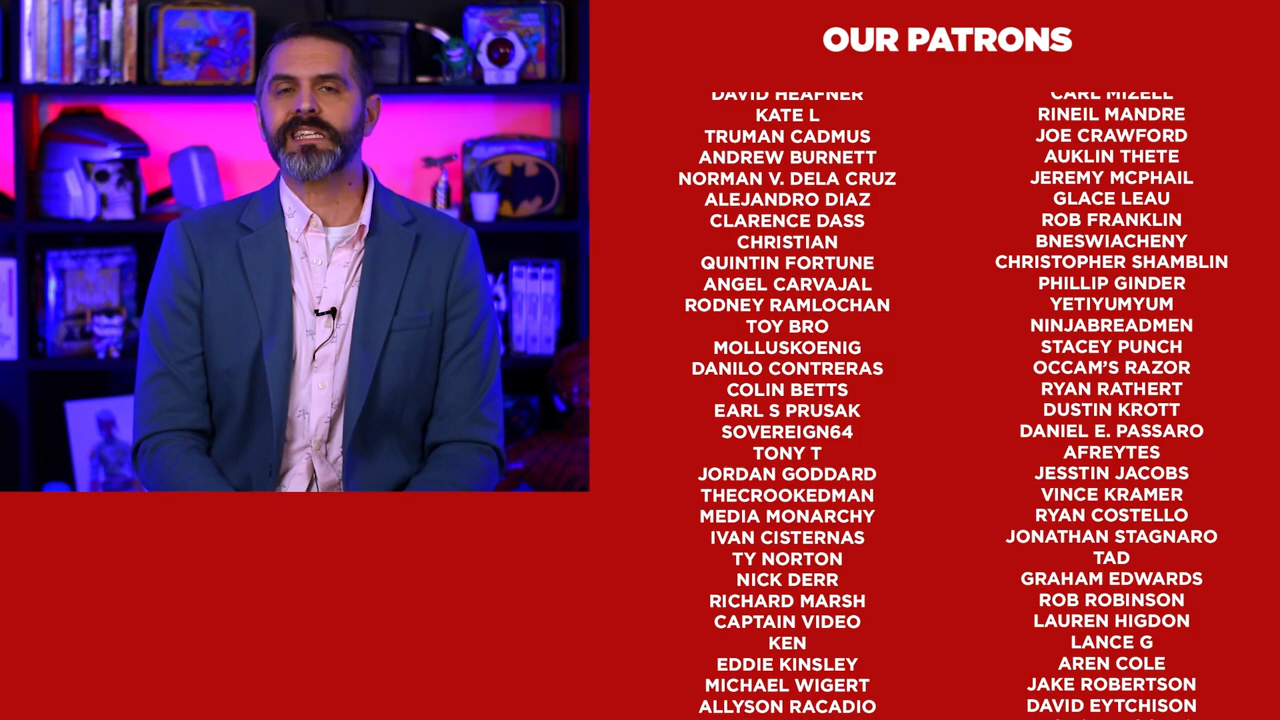 OUR PATRONS
DAVID HEAFNER
KATE L
TRUMAN CADMUS
ANDREW BURNETT
NORMAN V. DELA CRUZ
ALEJANDRO DIAZ
CLARENCE DASS
CHRISTIAN
QUINTIN FORTUNE
ANGEL CARVAJAL
RODNEY RAMLOCHAN
TOY BRO
MOLLUSKOENIG
DANILO CONTRERAS
COLIN BETTS
EARL S PRUSAK
SOVEREIGN64
TONY T
JORDAN GODDARD
THECROOKEDMAN
MEDIA MONARCHY
IVAN CISTERNAS
TY NORTON
NICK DERR
RICHARD MARSH
CAPTAIN VIDEO
KEN
EDDIE KINSLEY
MICHAEL WIGERT
ALLYSON RACADIO
CARL MIZELL
RINEIL MANDRE
JOE CRAWFORD
AUKLIN THETE
JEREMY MCPHAIL
GLACE LEAU
ROB FRANKLIN
BNESWIACHENY
CHRISTOPHER SHAMBLIN
PHILLIP GINDER
YETIYUMYUM
NINJABREADMEN
STACEY PUNCH
OCCAM'S RAZOR
RYAN RATHERT
DUSTIN KROTT
DANIEL E. PASSARO
AFREYTES
JESSTIN JACOBS
VINCE KRAMER
RYAN COSTELLO
JONATHAN STAGNARO
TAD
GRAHAM EDWARDS
ROB ROBINSON
LAUREN HIGDON
LANCE G
AREN COLE
JAKE ROBERTSON
DAVID EYTCHISON